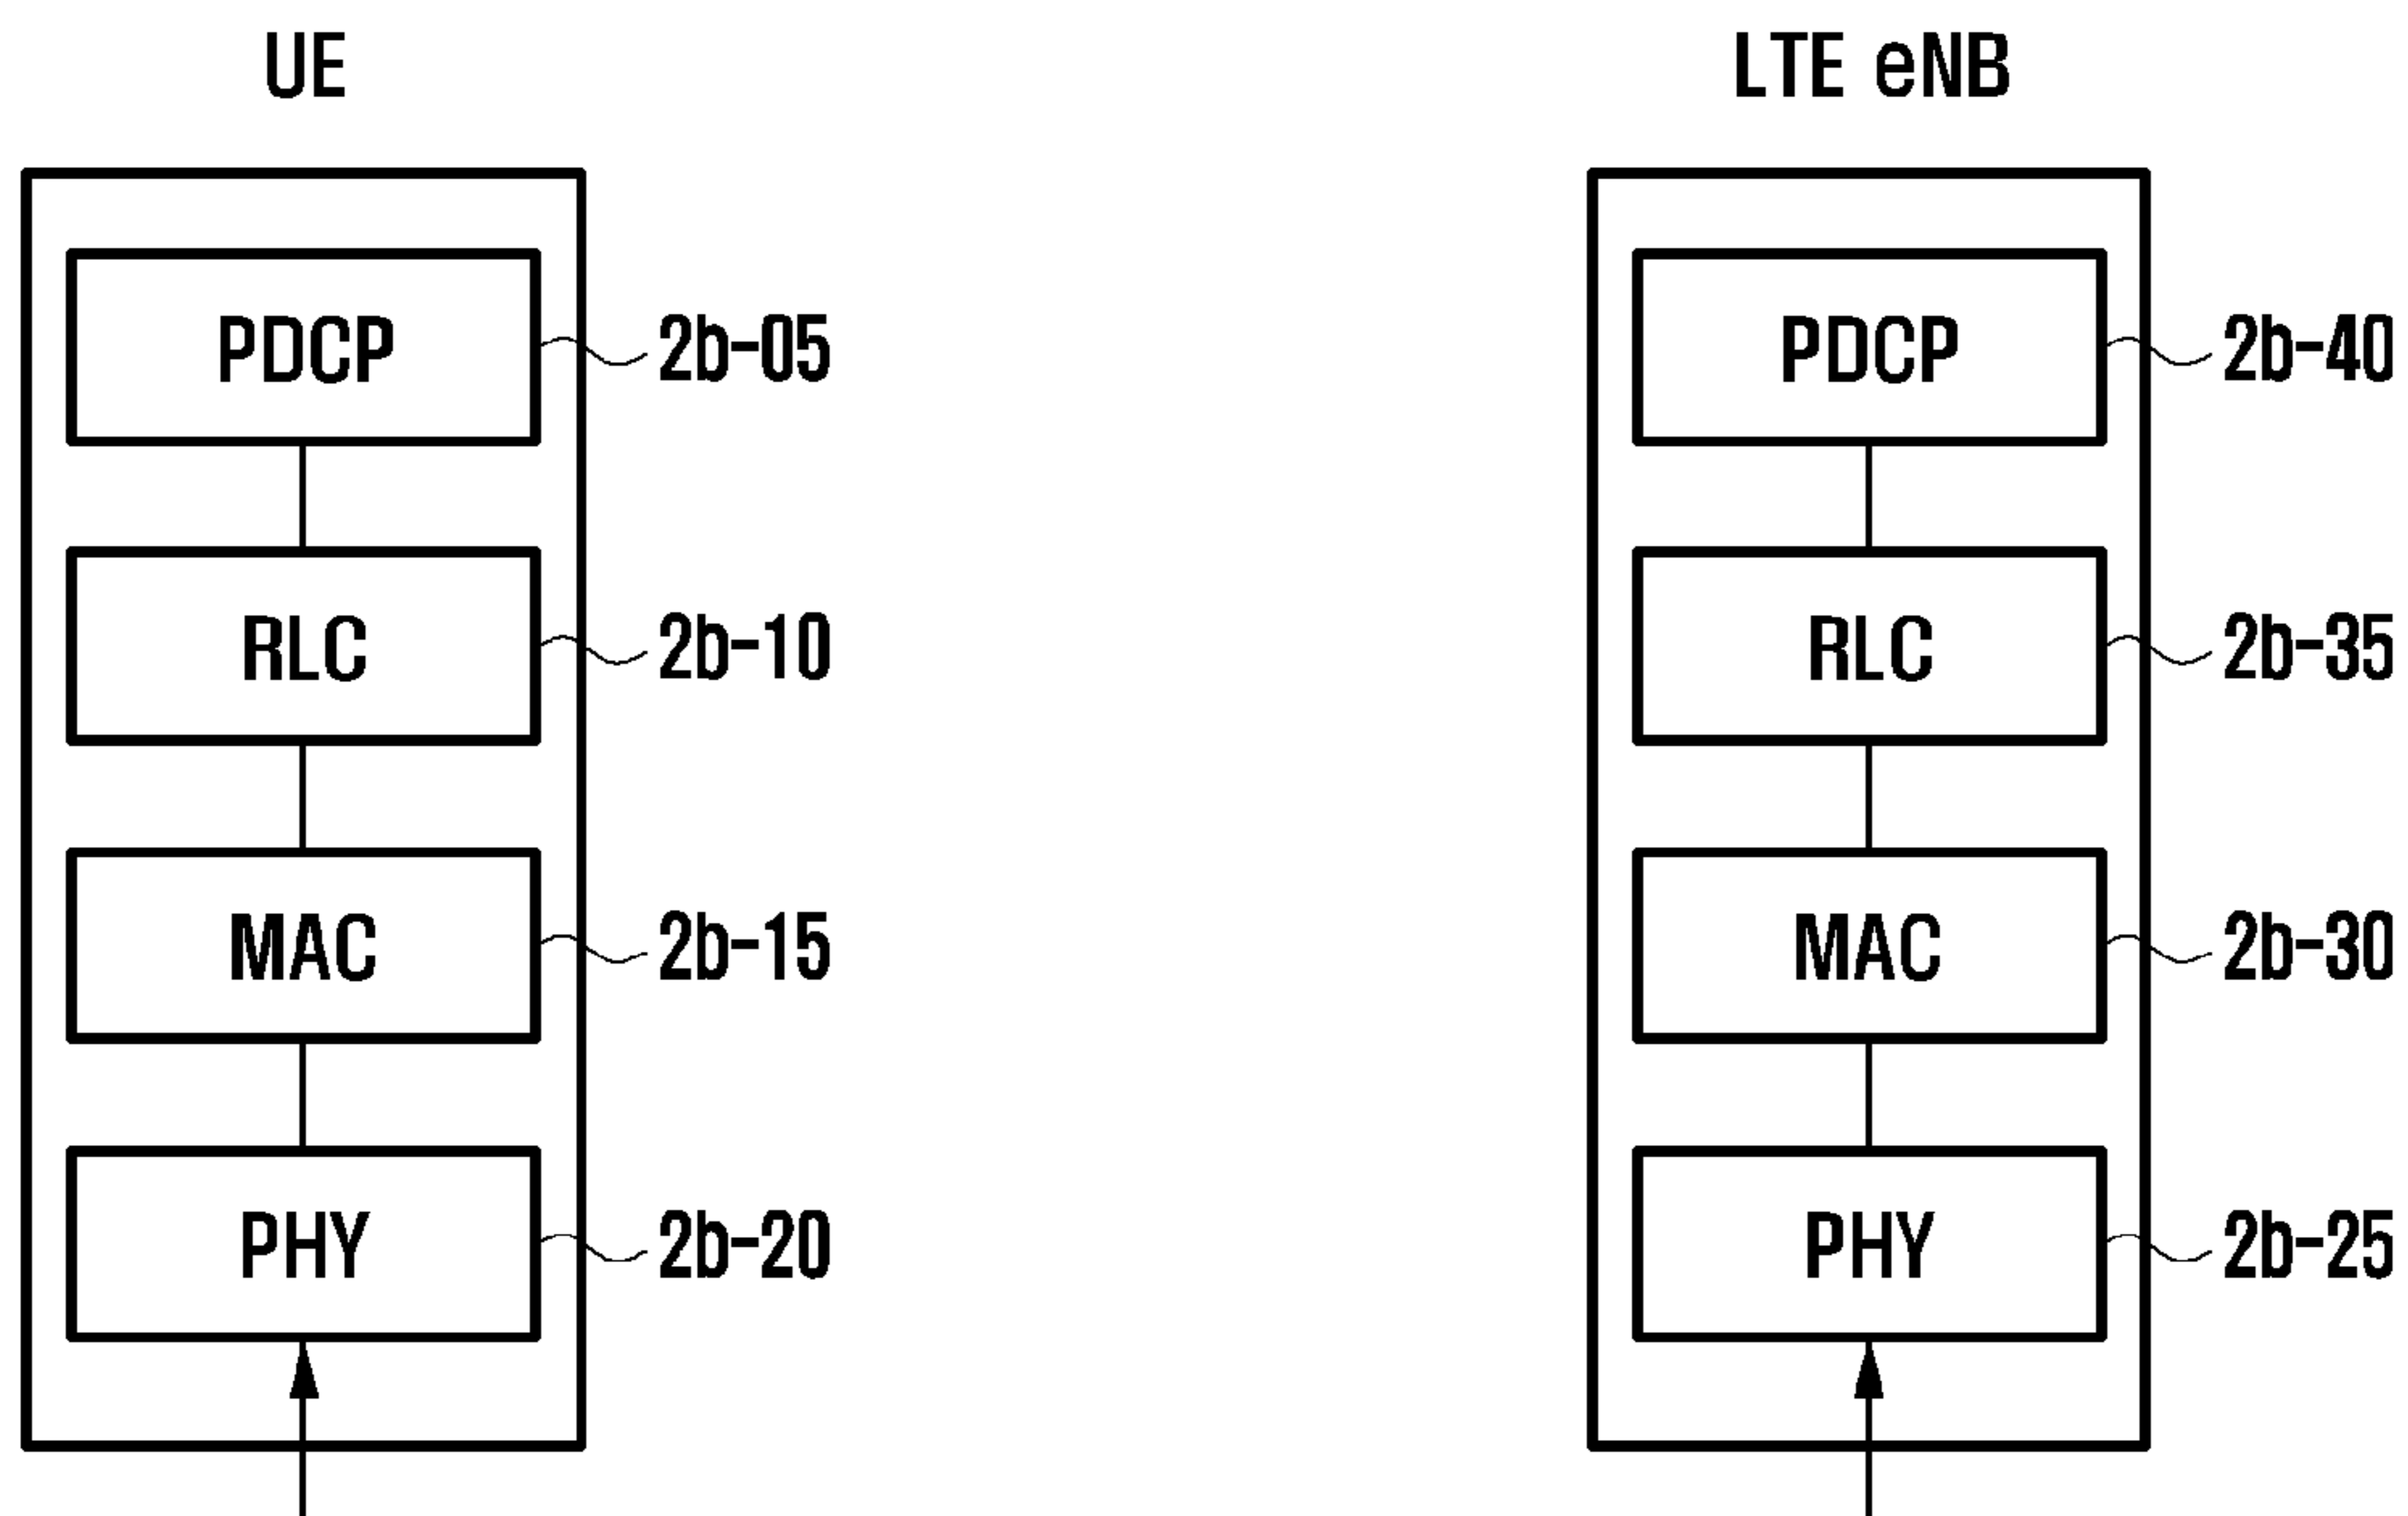 UE
LTE eNB
PDCP
2b-05
PDCP
2b-40
RLC
2b-10
RLC
2b-35
MAC
2b-15
MAC
2b-30
PHY
2b-20
PHY
2b-25